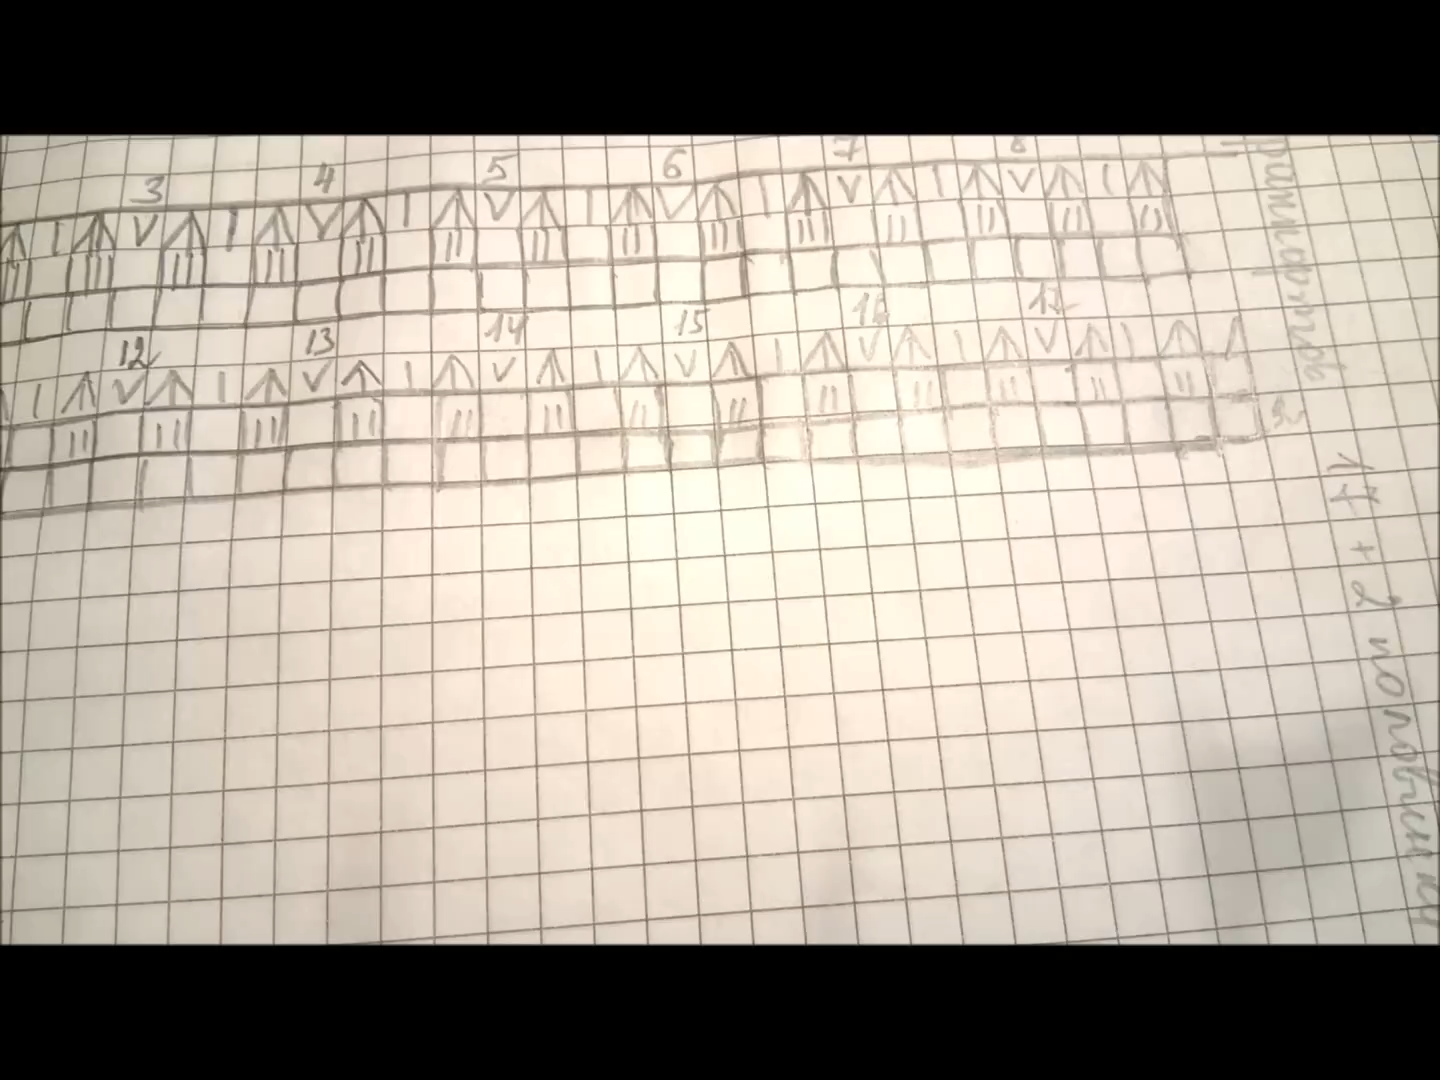 3 4 5 6 7 8
12 13 14 15 16 17
раппортов
17 + 2 половинки